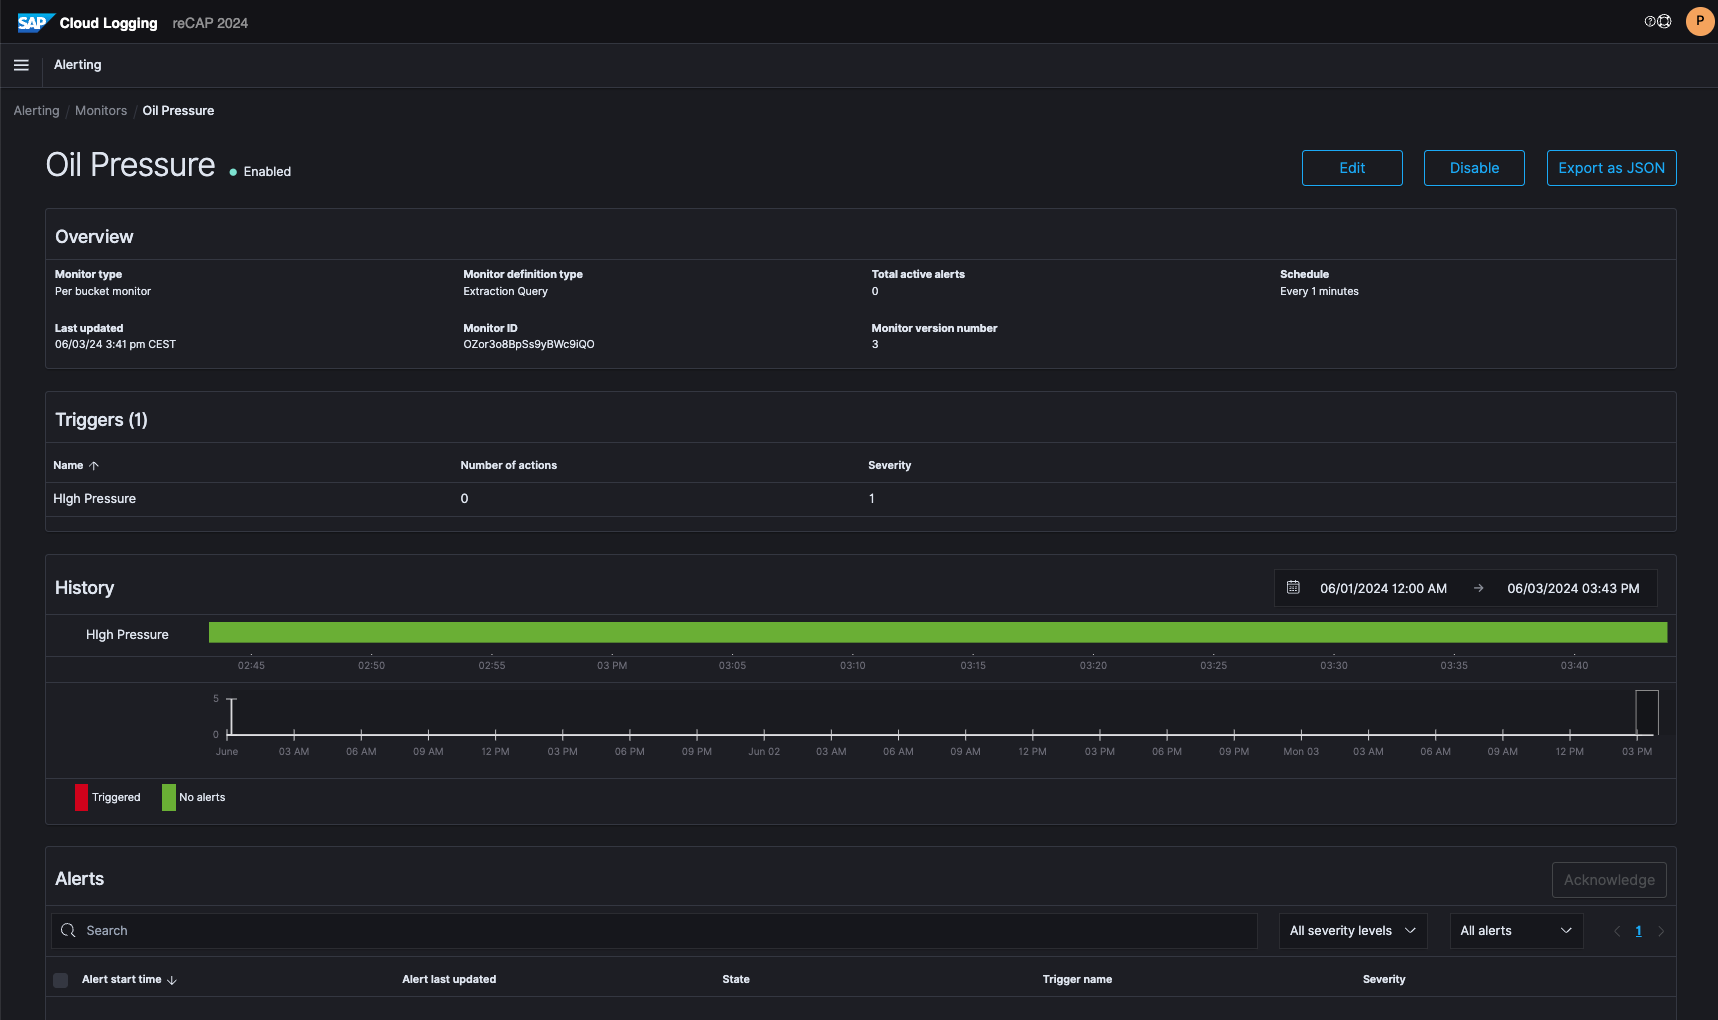 SAP Cloud Logging reCAP 2024 P
Alerting
Alerting / Monitors / Oil Pressure
Oil Pressure Enabled Edit Disable Export as JSON
Overview
Monitor type Monitor definition type Total active alerts Schedule
Per bucket monitor Extraction Query 0 Every 1 minutes
Last updated Monitor ID Monitor version number
06/03/24 3:41 pm CEST OZor3o8BpSs9yBWc9iQO 3
Triggers (1)
Name Number of actions Severity
HIgh Pressure 0 1
History 06/01/2024 12:00 AM → 06/03/2024 03:43 PM
HIgh Pressure
02:45 02:50 02:55 03 PM 03:05 03:10 03:15 03:20 03:25 03:30 03:35 03:40
5
0
June 03 AM 06 AM 09 AM 12 PM 03 PM 06 PM 09 PM Jun 02 03 AM 06 AM 09 AM 12 PM 03 PM 06 PM 09 PM Mon 03 03 AM 06 AM 09 AM 12 PM 03 PM
Triggered No alerts
Alerts Acknowledge
Search All severity levels All alerts 1
Alert start time Alert last updated State Trigger name Severity